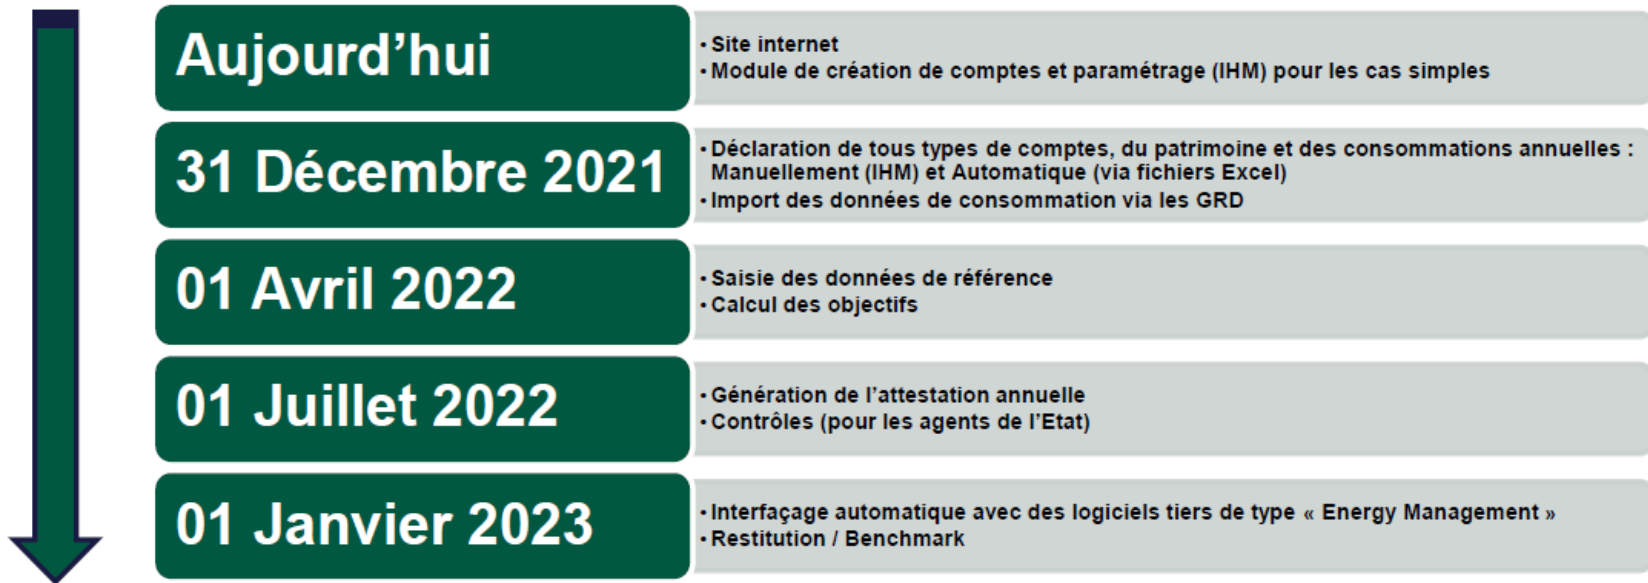 Aujourd’hui
• Site internet
• Module de création de comptes et paramétrage (IHM) pour les cas simples
31 Décembre 2021
• Déclaration de tous types de comptes, du patrimoine et des consommations annuelles :
Manuellement (IHM) et Automatique (via fichiers Excel)
• Import des données de consommation via les GRD
01 Avril 2022
• Saisie des données de référence
• Calcul des objectifs
01 Juillet 2022
• Génération de l’attestation annuelle
• Contrôles (pour les agents de l’Etat)
01 Janvier 2023
• Interfaçage automatique avec des logiciels tiers de type « Energy Management »
• Restitution / Benchmark